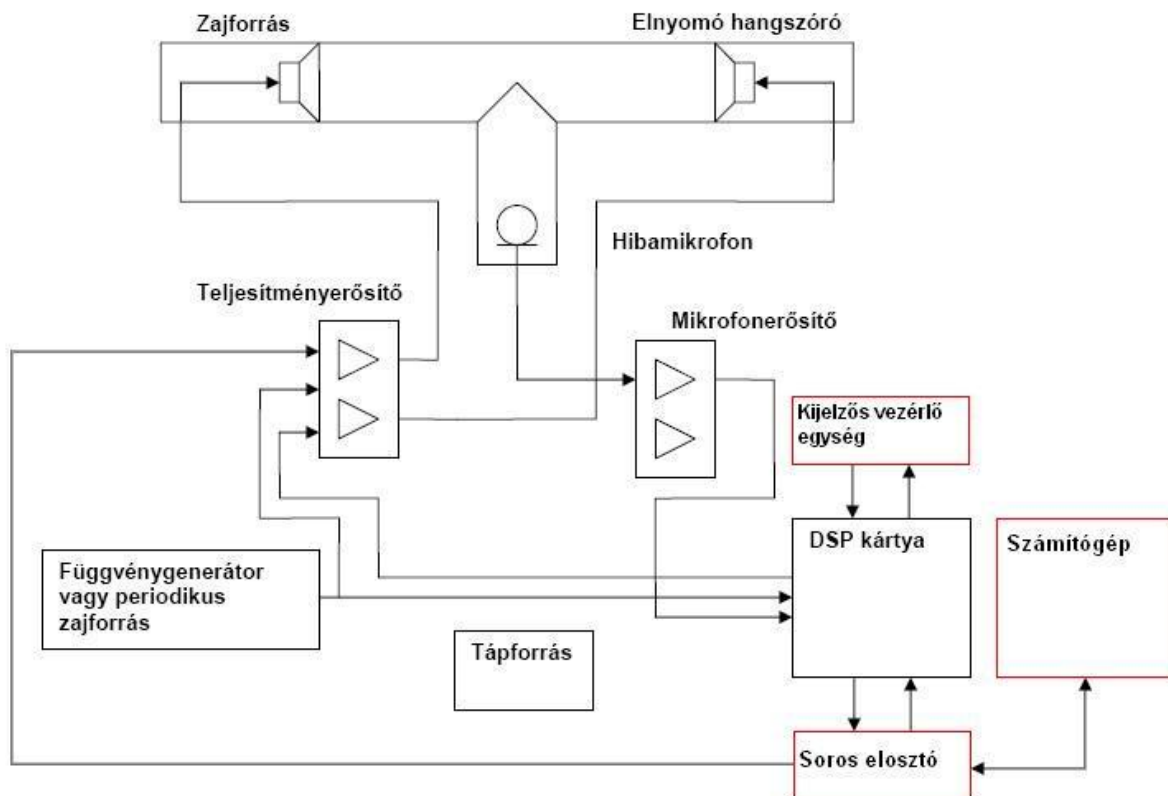 Zajforrás
Elnyomó hangszóró
Hibamikrofon
Teljesítményerősítő
Mikrofonerősítő
Kijelzős vezérlő
egység
DSP kártya
Számítógép
Függvénygenerátor
vagy periodikus
zajforrás
Tápforrás
Soros elosztó